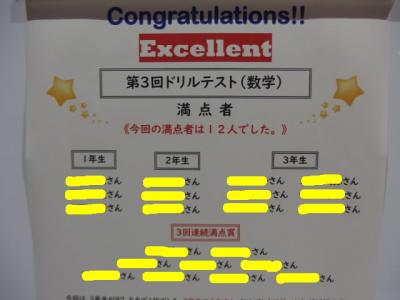 Congratulations!!
Excellent
第3回ドリルテスト(数学)
満点者
《今回の満点者は12人でした。》
1年生 2年生 3年生
さん さん さん さん
さん さん さん さん
さん さん さん さん
3回連続満点賞
さん さん
さん さん さん
さん さん さん さん